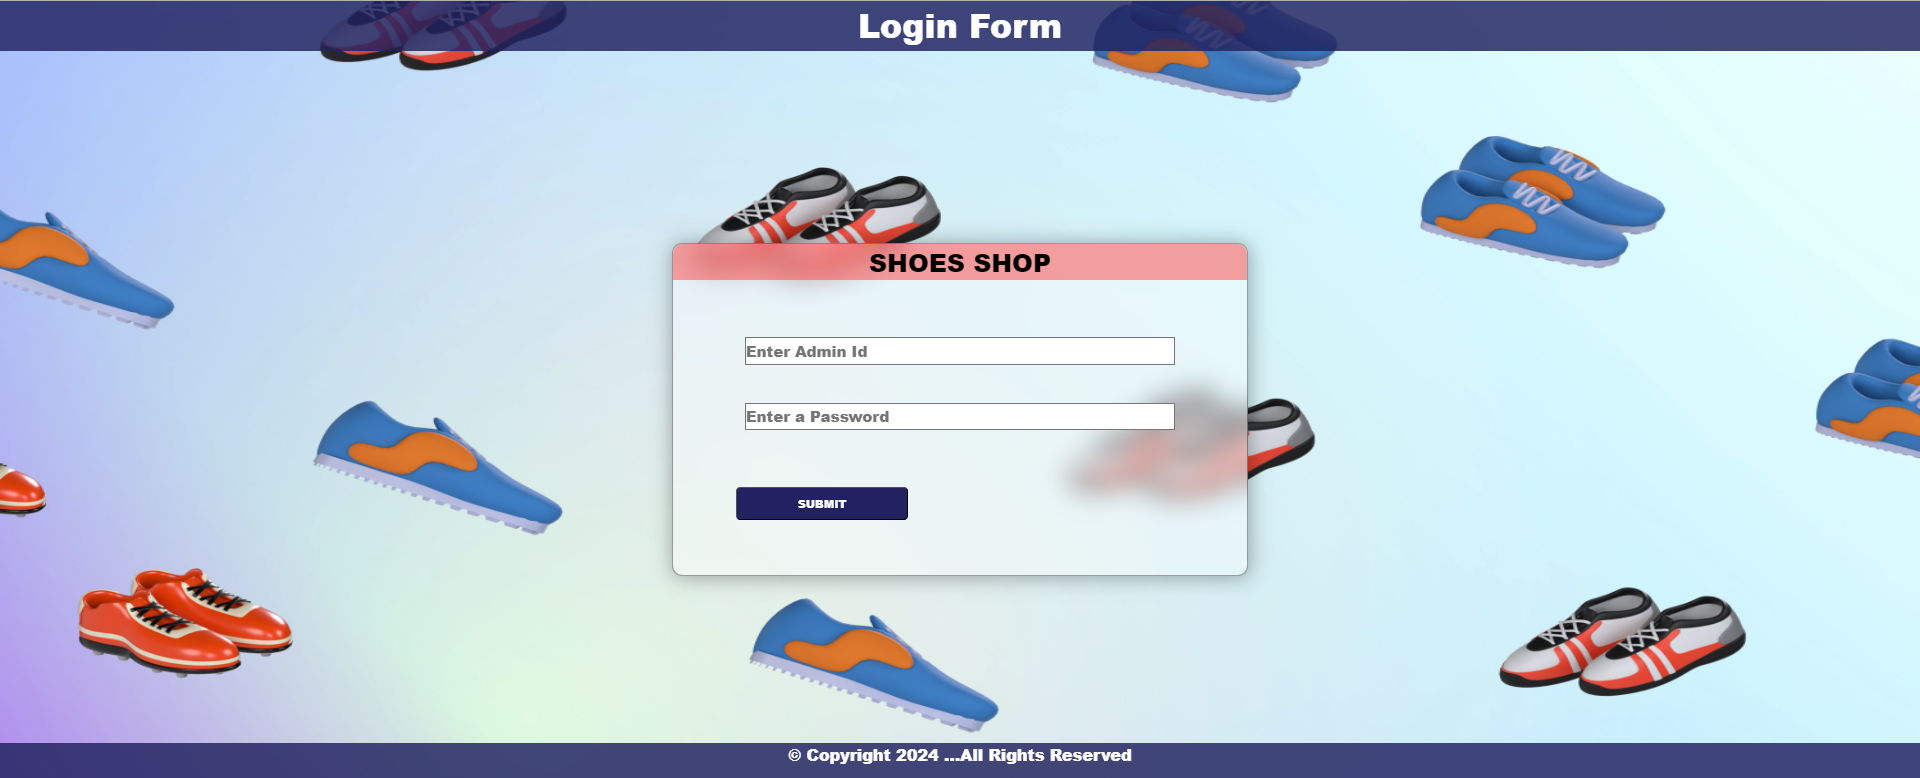 Login Form
SHOES SHOP
Enter Admin Id
Enter a Password
SUBMIT
© Copyright 2024 ...All Rights Reserved